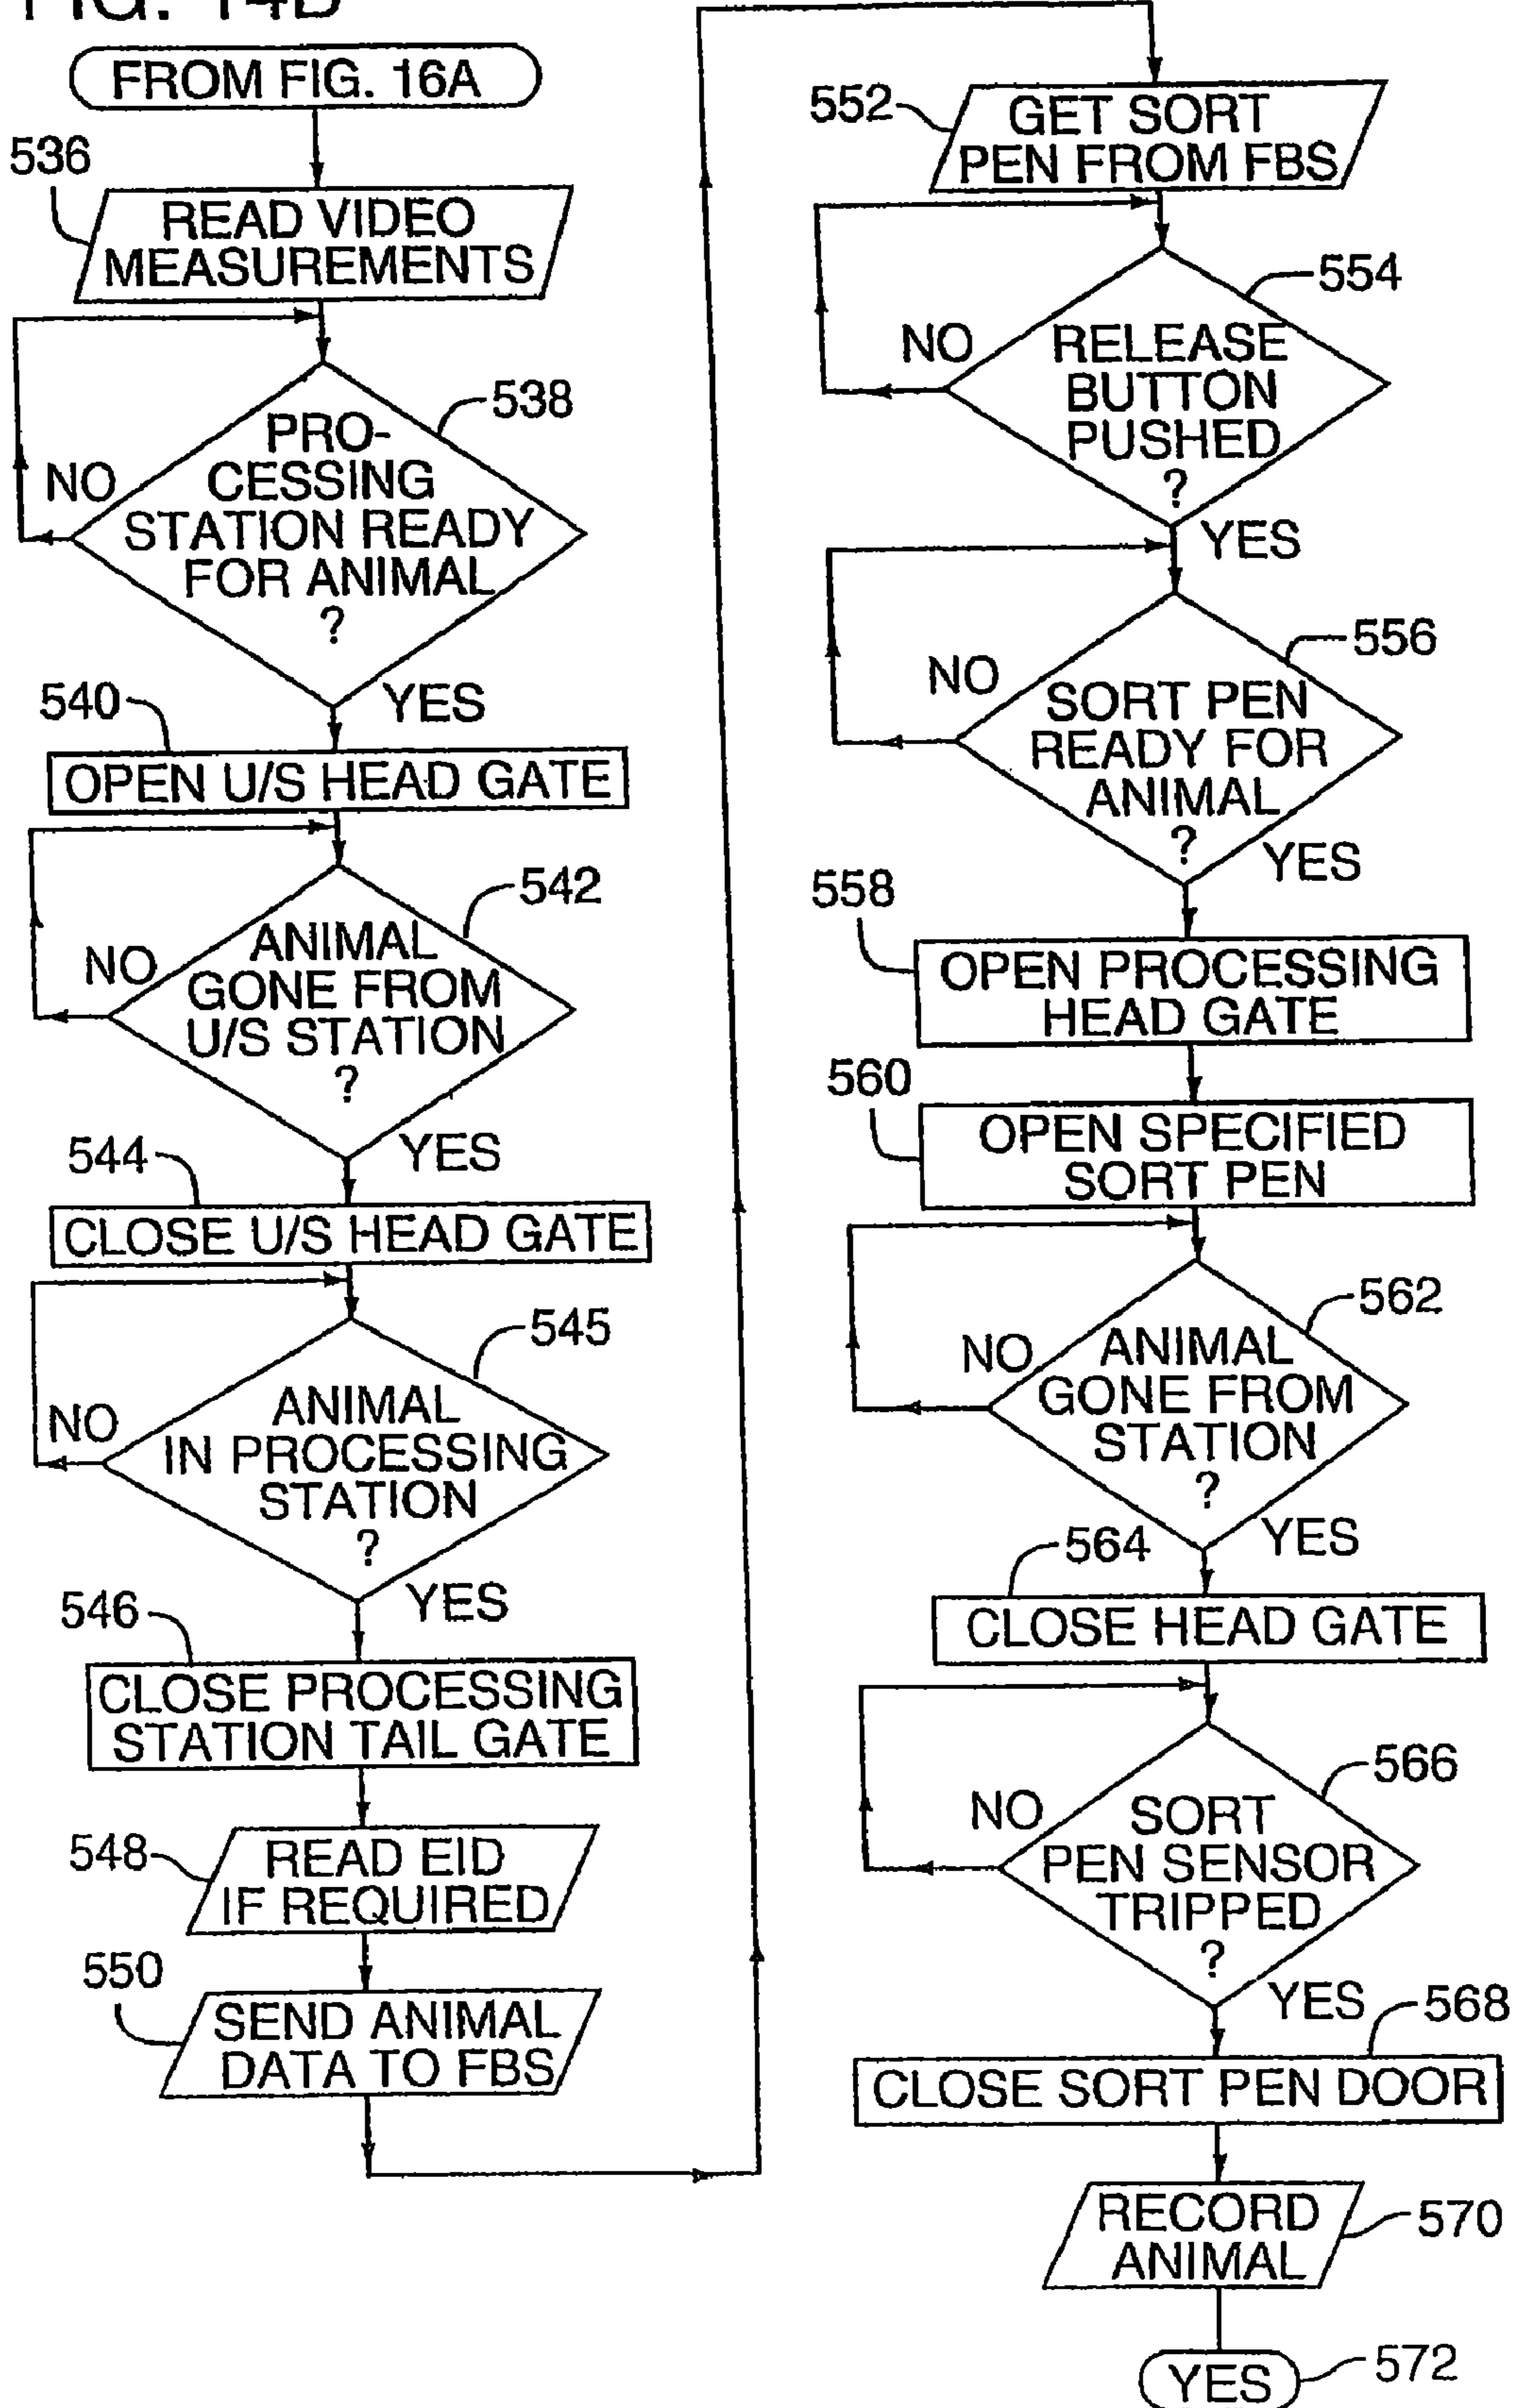 FIG. 14B
FROM FIG. 16A
536
READ VIDEO
MEASUREMENTS
538
PRO-
CESSING
STATION READY
FOR ANIMAL
?
NO
YES
540
OPEN U/S HEAD GATE
542
ANIMAL
GONE FROM
U/S STATION
?
NO
YES
544
CLOSE U/S HEAD GATE
545
ANIMAL
IN PROCESSING
STATION
?
NO
YES
546
CLOSE PROCESSING
STATION TAIL GATE
548
READ EID
IF REQUIRED
550
SEND ANIMAL
DATA TO FBS
552
GET SORT
PEN FROM FBS
554
RELEASE
BUTTON
PUSHED
?
NO
YES
556
SORT PEN
READY FOR
ANIMAL
?
NO
YES
558
OPEN PROCESSING
HEAD GATE
560
OPEN SPECIFIED
SORT PEN
562
ANIMAL
GONE FROM
STATION
?
NO
YES
564
CLOSE HEAD GATE
566
SORT
PEN SENSOR
TRIPPED
?
NO
YES
568
CLOSE SORT PEN DOOR
570
RECORD
ANIMAL
YES
572